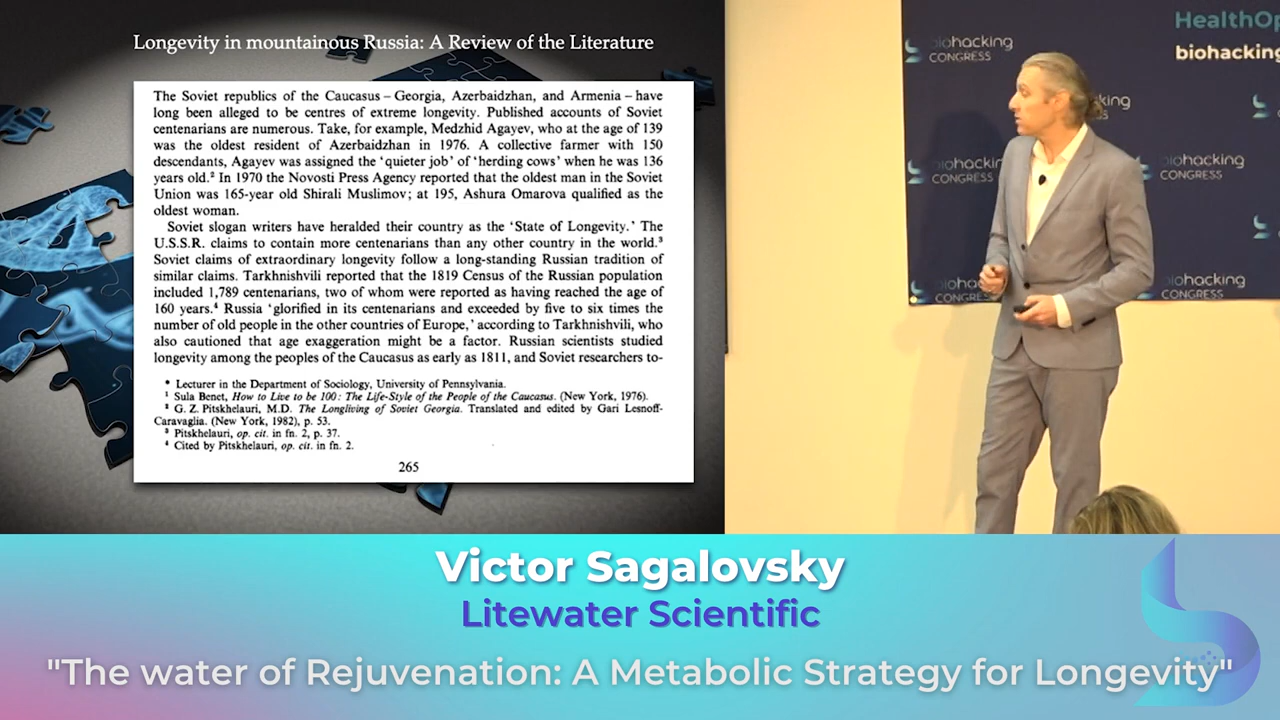 Longevity in mountainous Russia: A Review of the Literature
The Soviet republics of the Caucasus – Georgia, Azerbaidzhan, and Armenia – have
long been alleged to be centres of extreme longevity. Published accounts of Soviet
centenarians are numerous. Take, for example, Medzhid Agayev, who at the age of 139
was the oldest resident of Azerbaidzhan in 1976. A collective farmer with 150
descendants, Agayev was assigned the ‘quieter job’ of ‘herding cows’ when he was 136
years old.² In 1970 the Novosti Press Agency reported that the oldest man in the Soviet
Union was 165-year old Shirali Muslimov; at 195, Ashura Omarova qualified as the
oldest woman.
Soviet slogan writers have heralded their country as the ‘State of Longevity.’ The
U.S.S.R. claims to contain more centenarians than any other country in the world.³
Soviet claims of extraordinary longevity follow a long-standing Russian tradition of
similar claims. Tarkhnishvili reported that the 1819 Census of the Russian population
included 1,789 centenarians, two of whom were reported as having reached the age of
160 years.⁴ Russia ‘glorified in its centenarians and exceeded by five to six times the
number of old people in the other countries of Europe,’ according to Tarkhnishvili, who
also cautioned that age exaggeration might be a factor. Russian scientists studied
longevity among the peoples of the Caucasus as early as 1811, and Soviet researchers to-
* Lecturer in the Department of Sociology, University of Pennsylvania.
¹ Sula Benet, How to Live to be 100: The Life-Style of the People of the Caucasus. (New York, 1976).
² G. Z. Pitskhelauri, M.D. The Longliving of Soviet Georgia. Translated and edited by Gari Lesnoff-
Caravaglia. (New York, 1982), p. 53.
³ Pitskhelauri, op. cit. in fn. 2, p. 37.
⁴ Cited by Pitskhelauri, op. cit. in fn. 2.
265
HealthOp
biohacking
biohacking
CONGRESS
king
biohackin
CONGRESS
biohacking
CONGRESS
biohack
CONGRE
biohacking
CONGRESS
Victor Sagalovsky
Litewater Scientific
"The water of Rejuvenation: A Metabolic Strategy for Longevity"